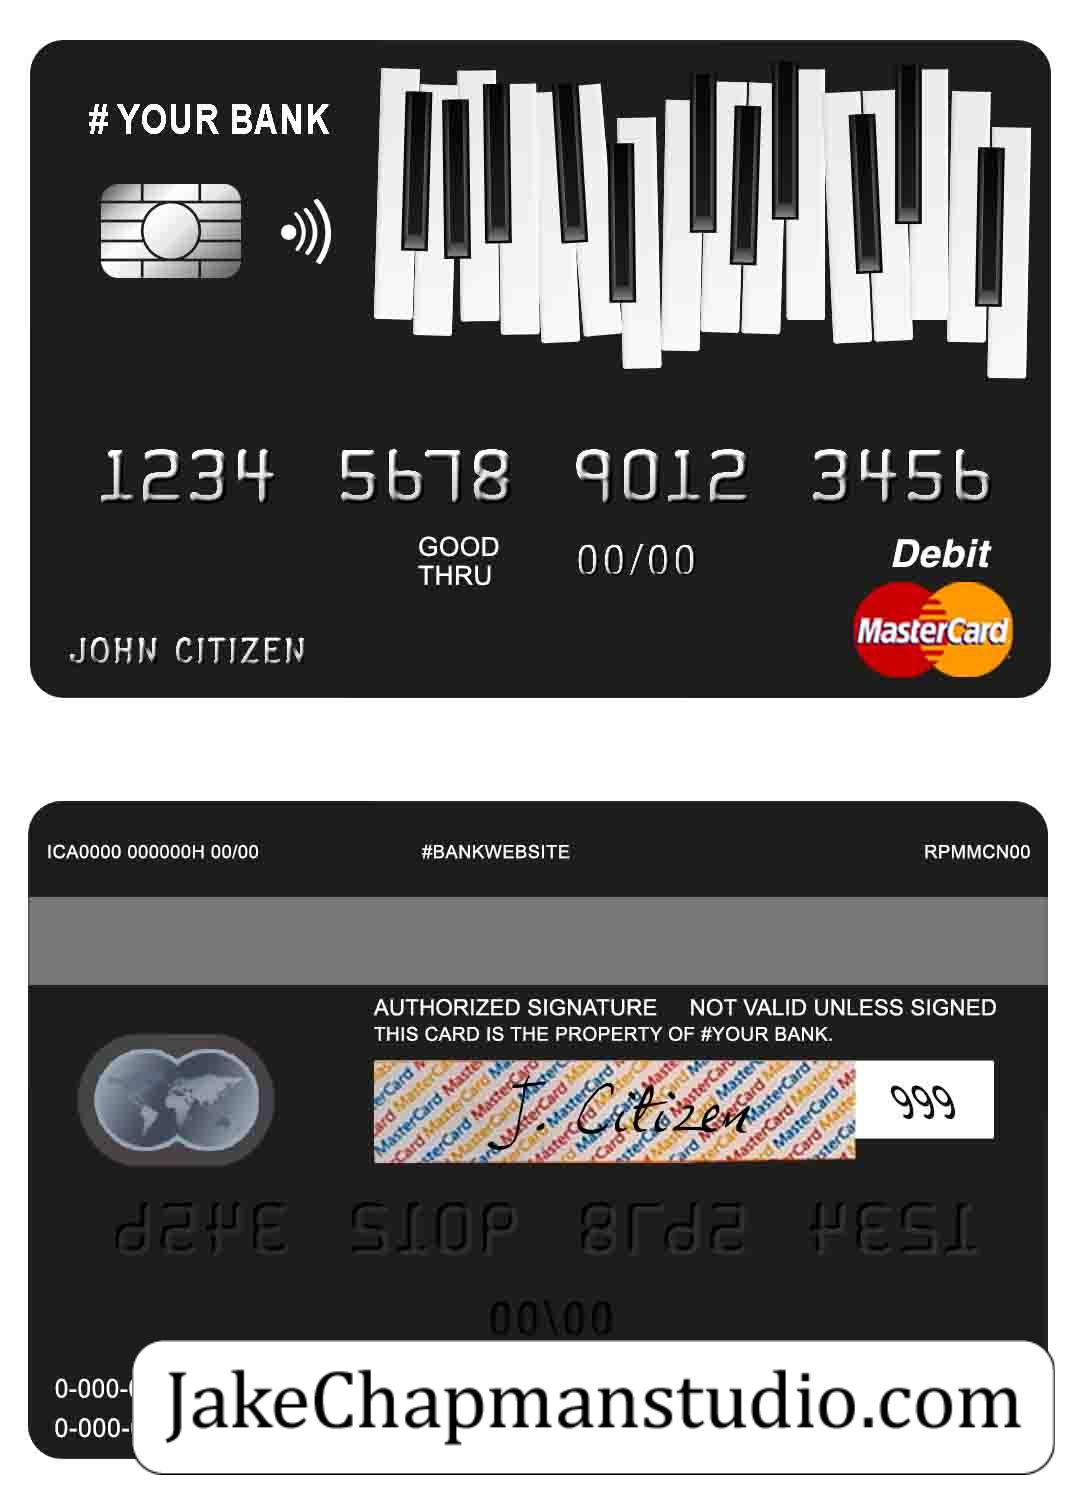 # YOUR BANK
1234 5678 9012 3456
GOOD
THRU
00/00
Debit
MasterCard
JOHN CITIZEN
ICA0000 000000H 00/00
#BANKWEBSITE
RPMMCN00
AUTHORIZED SIGNATURE NOT VALID UNLESS SIGNED
THIS CARD IS THE PROPERTY OF #YOUR BANK.
J. Citizen
999
00\00
0-000-
0-000-
JakeChapmanstudio.com